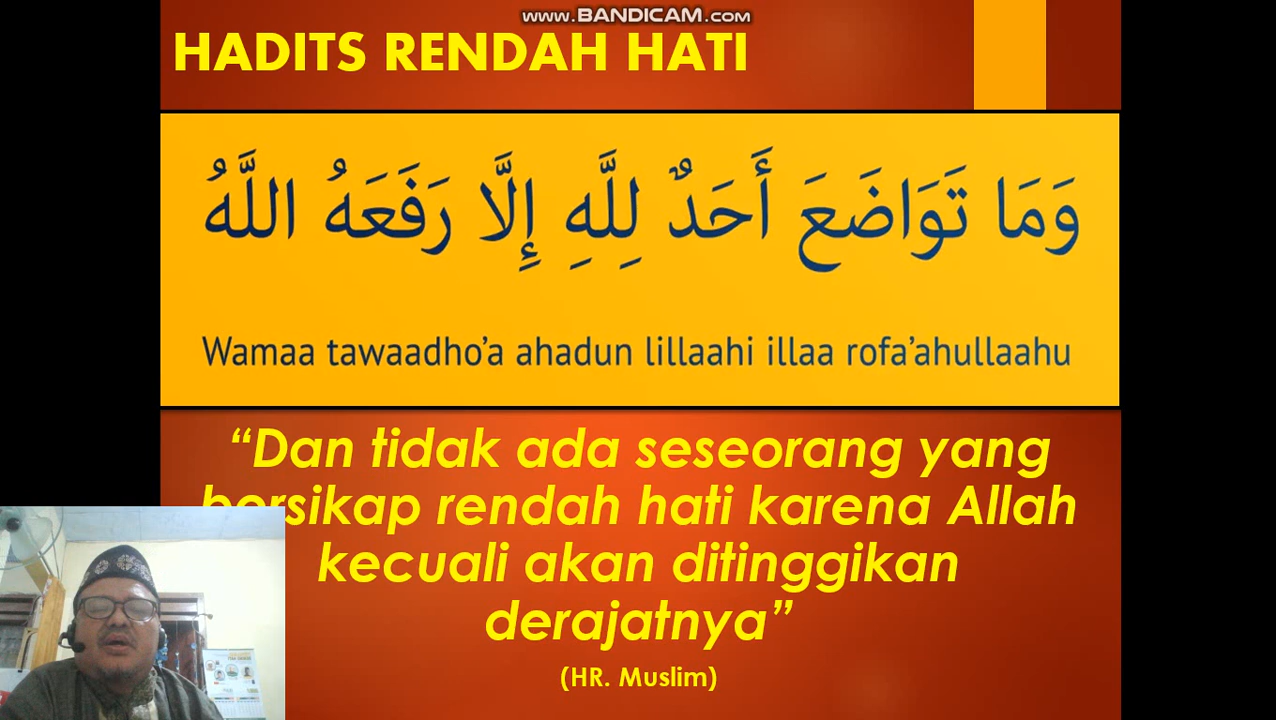 www.BANDICAM.com
HADITS RENDAH HATI
وَمَا تَوَاضَعَ أَحَدٌ لِلَّهِ إِلَّا رَفَعَهُ اللَّهُ
Wamaa tawaadho’a ahadun lillaahi illaa rofa’ahullaahu
“Dan tidak ada seseorang yang
bersikap rendah hati karena Allah
kecuali akan ditinggikan
derajatnya”
(HR. Muslim)